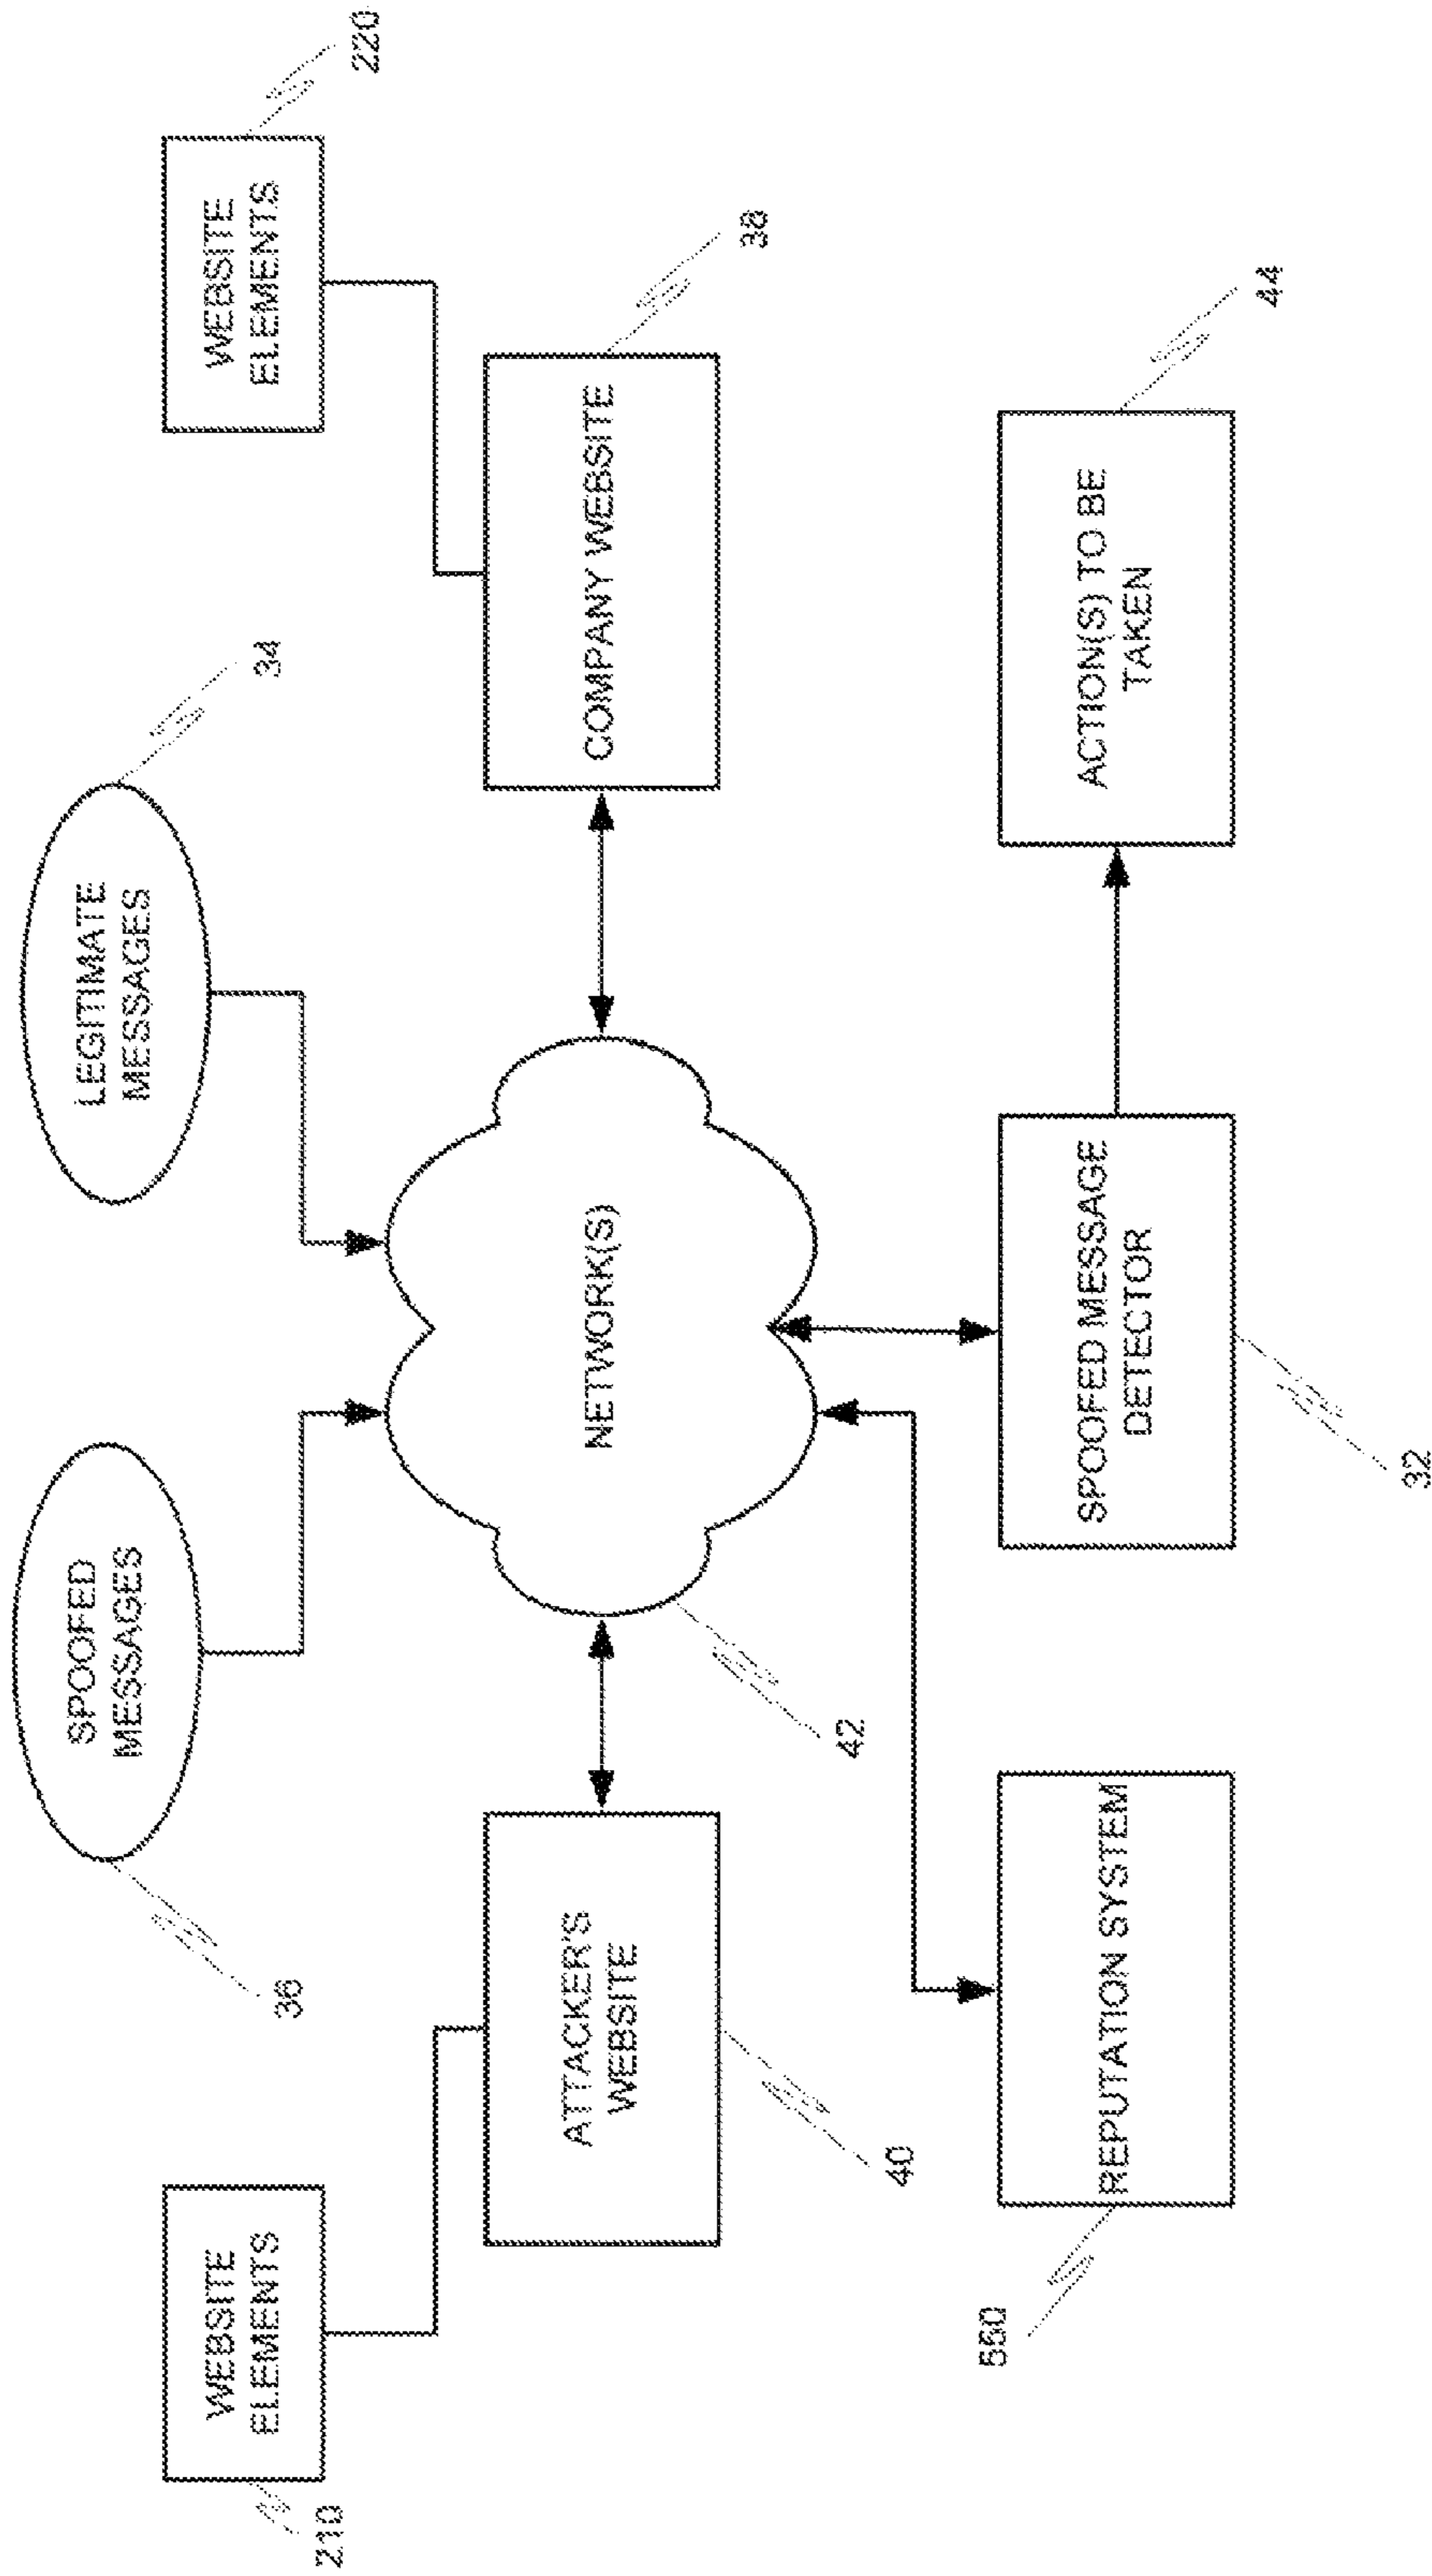 SPOOFED
MESSAGES
36
LEGITIMATE
MESSAGES
34
WEBSITE
ELEMENTS
210
WEBSITE
ELEMENTS
220
ATTACKER'S
WEBSITE
40
NETWORK(S)
42
COMPANY WEBSITE
38
REPUTATION SYSTEM
550
SPOOFED MESSAGE
DETECTOR
32
ACTION(S) TO BE
TAKEN
44